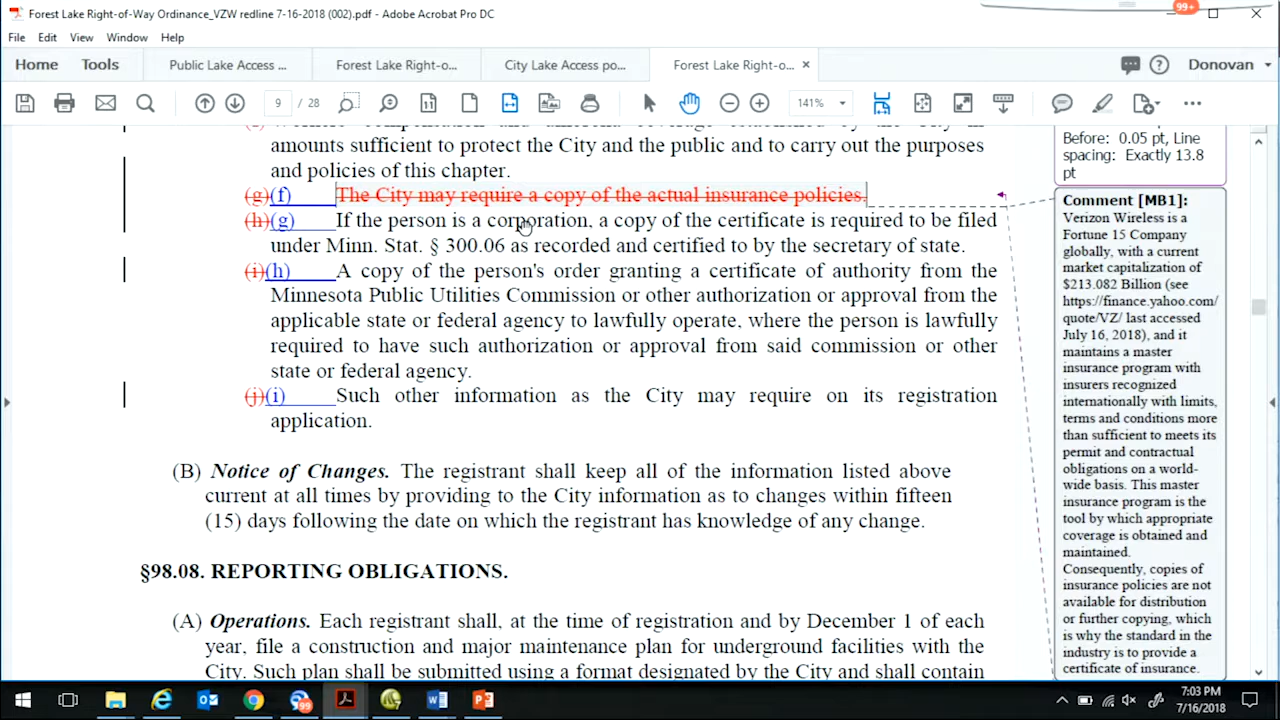 Forest Lake Right-of-Way Ordinance_VZW redline 7-16-2018 (002).pdf - Adobe Acrobat Pro DC
99+
File Edit View Window Help
Home Tools Public Lake Access ... Forest Lake Right-o... City Lake Access po... Forest Lake Right-o... × Donovan
9 / 28 141%
amounts sufficient to protect the City and the public and to carry out the purposes
and policies of this chapter.
(g)(f) The City may require a copy of the actual insurance policies.
(h)(g) If the person is a corporation, a copy of the certificate is required to be filed
under Minn. Stat. § 300.06 as recorded and certified to by the secretary of state.
(i)(h) A copy of the person's order granting a certificate of authority from the
Minnesota Public Utilities Commission or other authorization or approval from the
applicable state or federal agency to lawfully operate, where the person is lawfully
required to have such authorization or approval from said commission or other
state or federal agency.
(j)(i) Such other information as the City may require on its registration
application.
(B) Notice of Changes. The registrant shall keep all of the information listed above
current at all times by providing to the City information as to changes within fifteen
(15) days following the date on which the registrant has knowledge of any change.
§98.08. REPORTING OBLIGATIONS.
(A) Operations. Each registrant shall, at the time of registration and by December 1 of each
year, file a construction and major maintenance plan for underground facilities with the
City. Such plan shall be submitted using a format designated by the City and shall contain
Before: 0.05 pt, Line
spacing: Exactly 13.8
pt
Comment [MB1]:
Verizon Wireless is a
Fortune 15 Company
globally, with a current
market capitalization of
$213.082 Billion (see
https://finance.yahoo.com/
quote/VZ/ last accessed
July 16, 2018), and it
maintains a master
insurance program with
insurers recognized
internationally with limits,
terms and conditions more
than sufficient to meets its
permit and contractual
obligations on a world-
wide basis. This master
insurance program is the
tool by which appropriate
coverage is obtained and
maintained.
Consequently, copies of
insurance policies are not
available for distribution
or further copying, which
is why the standard in the
industry is to provide a
certificate of insurance.
99
7:03 PM
7/16/2018